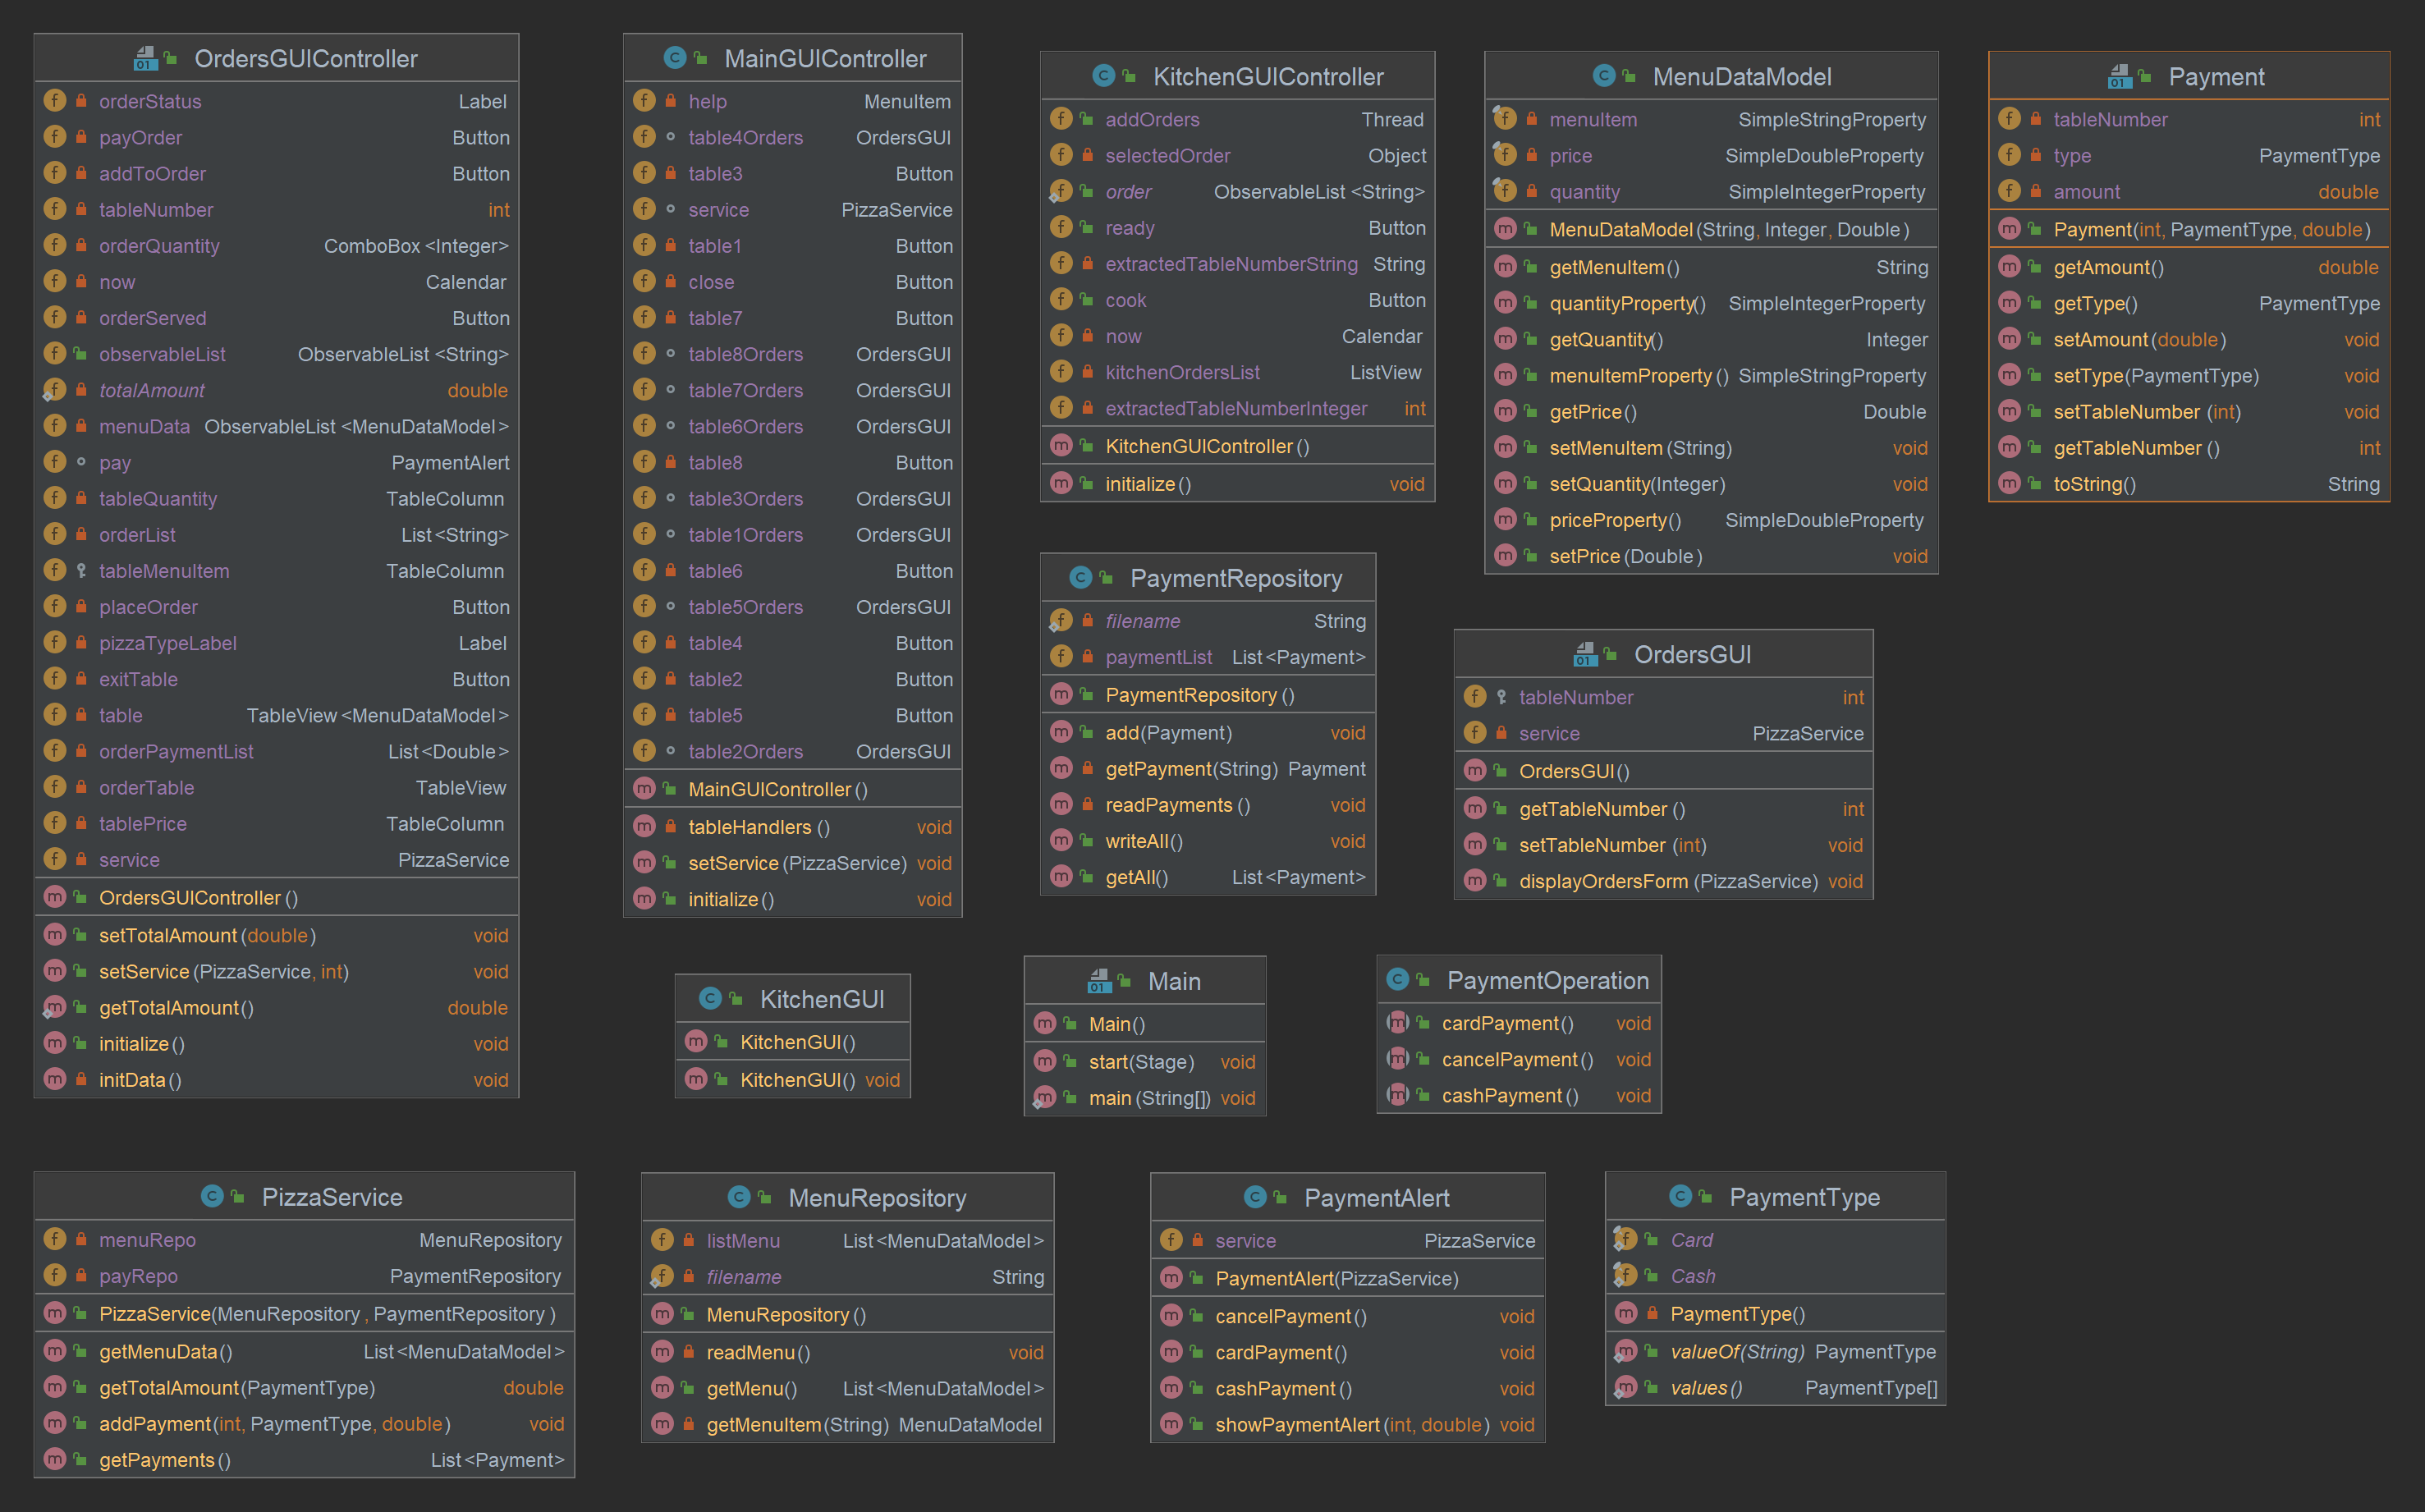 OrdersGUIController
orderStatus Label
payOrder Button
addToOrder Button
tableNumber int
orderQuantity ComboBox<Integer>
now Calendar
orderServed Button
observableList ObservableList<String>
totalAmount double
menuData ObservableList<MenuDataModel>
pay PaymentAlert
tableQuantity TableColumn
orderList List<String>
tableMenuItem TableColumn
placeOrder Button
pizzaTypeLabel Label
exitTable Button
table TableView<MenuDataModel>
orderPaymentList List<Double>
orderTable TableView
tablePrice TableColumn
service PizzaService
OrdersGUIController()
setTotalAmount(double) void
setService(PizzaService, int) void
getTotalAmount() double
initialize() void
initData() void
MainGUIController
help MenuItem
table4Orders OrdersGUI
table3 Button
service PizzaService
table1 Button
close Button
table7 Button
table8Orders OrdersGUI
table7Orders OrdersGUI
table6Orders OrdersGUI
table8 Button
table3Orders OrdersGUI
table1Orders OrdersGUI
table6 Button
table5Orders OrdersGUI
table4 Button
table2 Button
table5 Button
table2Orders OrdersGUI
MainGUIController()
tableHandlers() void
setService(PizzaService) void
initialize() void
KitchenGUIController
addOrders Thread
selectedOrder Object
order ObservableList<String>
ready Button
extractedTableNumberString String
cook Button
now Calendar
kitchenOrdersList ListView
extractedTableNumberInteger int
KitchenGUIController()
initialize() void
MenuDataModel
menuItem SimpleStringProperty
price SimpleDoubleProperty
quantity SimpleIntegerProperty
MenuDataModel(String, Integer, Double)
getMenuItem() String
quantityProperty() SimpleIntegerProperty
getQuantity() Integer
menuItemProperty() SimpleStringProperty
getPrice() Double
setMenuItem(String) void
setQuantity(Integer) void
priceProperty() SimpleDoubleProperty
setPrice(Double) void
Payment
tableNumber int
type PaymentType
amount double
Payment(int, PaymentType, double)
getAmount() double
getType() PaymentType
setAmount(double) void
setType(PaymentType) void
setTableNumber(int) void
getTableNumber() int
toString() String
PaymentRepository
filename String
paymentList List<Payment>
PaymentRepository()
add(Payment) void
getPayment(String) Payment
readPayments() void
writeAll() void
getAll() List<Payment>
OrdersGUI
tableNumber int
service PizzaService
OrdersGUI()
getTableNumber() int
setTableNumber(int) void
displayOrdersForm(PizzaService) void
KitchenGUI
KitchenGUI()
KitchenGUI() void
Main
Main()
start(Stage) void
main(String[]) void
PaymentOperation
cardPayment() void
cancelPayment() void
cashPayment() void
PizzaService
menuRepo MenuRepository
payRepo PaymentRepository
PizzaService(MenuRepository, PaymentRepository)
getMenuData() List<MenuDataModel>
getTotalAmount(PaymentType) double
addPayment(int, PaymentType, double) void
getPayments() List<Payment>
MenuRepository
listMenu List<MenuDataModel>
filename String
MenuRepository()
readMenu() void
getMenu() List<MenuDataModel>
getMenuItem(String) MenuDataModel
PaymentAlert
service PizzaService
PaymentAlert(PizzaService)
cancelPayment() void
cardPayment() void
cashPayment() void
showPaymentAlert(int, double) void
PaymentType
Card
Cash
PaymentType()
valueOf(String) PaymentType
values() PaymentType[]